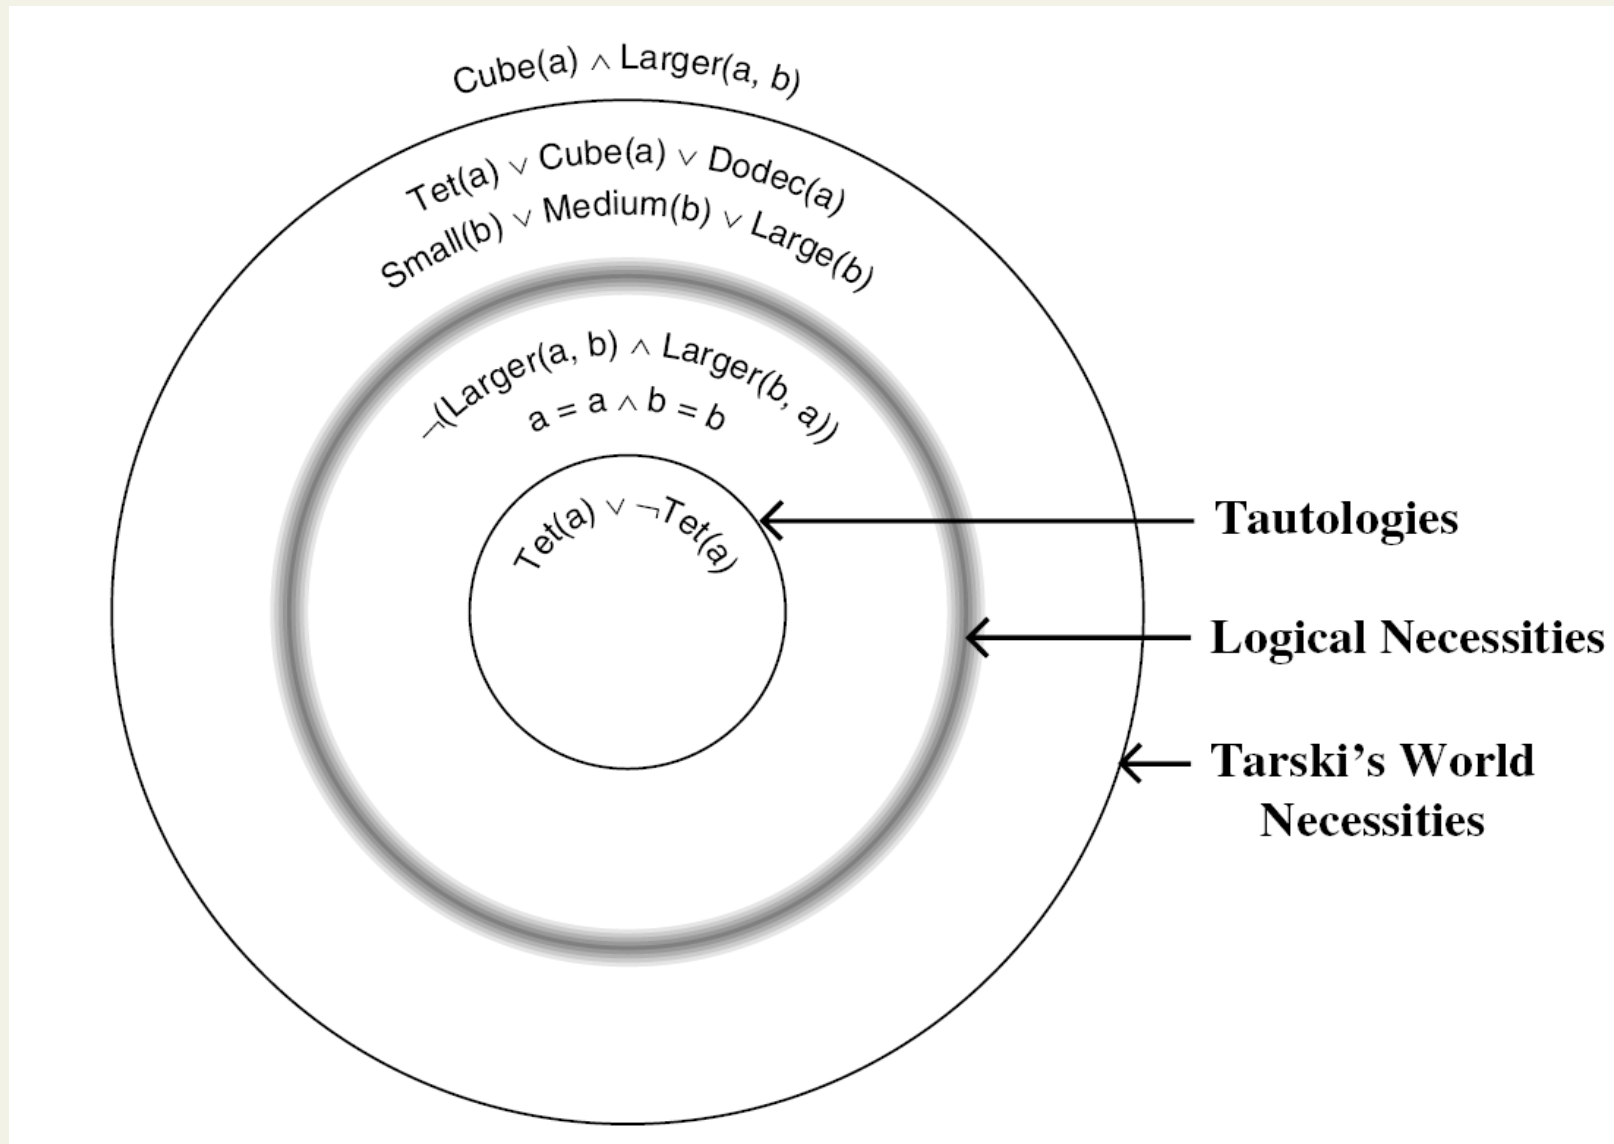 Cube(a) ∧ Larger(a, b)
Tet(a) ∨ Cube(a) ∨ Dodec(a)
Small(b) ∨ Medium(b) ∨ Large(b)
¬(Larger(a, b) ∧ Larger(b, a))
a = a ∧ b = b
Tet(a) ∨ ¬Tet(a)
Tautologies
Logical Necessities
Tarski's World
Necessities